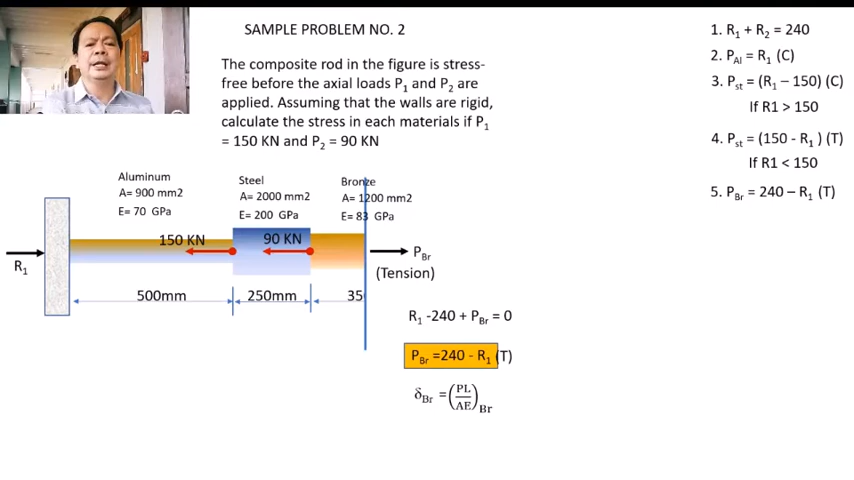 SAMPLE PROBLEM NO. 2
The composite rod in the figure is stress-
free before the axial loads P1 and P2 are
applied. Assuming that the walls are rigid,
calculate the stress in each materials if P1
= 150 KN and P2 = 90 KN
1. R1 + R2 = 240
2. PAl = R1 (C)
3. Pst = (R1 – 150) (C)
If R1 > 150
4. Pst = (150 - R1 ) (T)
If R1 < 150
5. PBr = 240 – R1 (T)
Aluminum
A= 900 mm2
E= 70 GPa
Steel
A= 2000 mm2
E= 200 GPa
Bronze
A= 1200 mm2
E= 83 GPa
150 KN
90 KN
R1
PBr
(Tension)
500mm
250mm
35
R1 -240 + PBr = 0
PBr =240 - R1 (T)
δBr = (PL/AE)Br